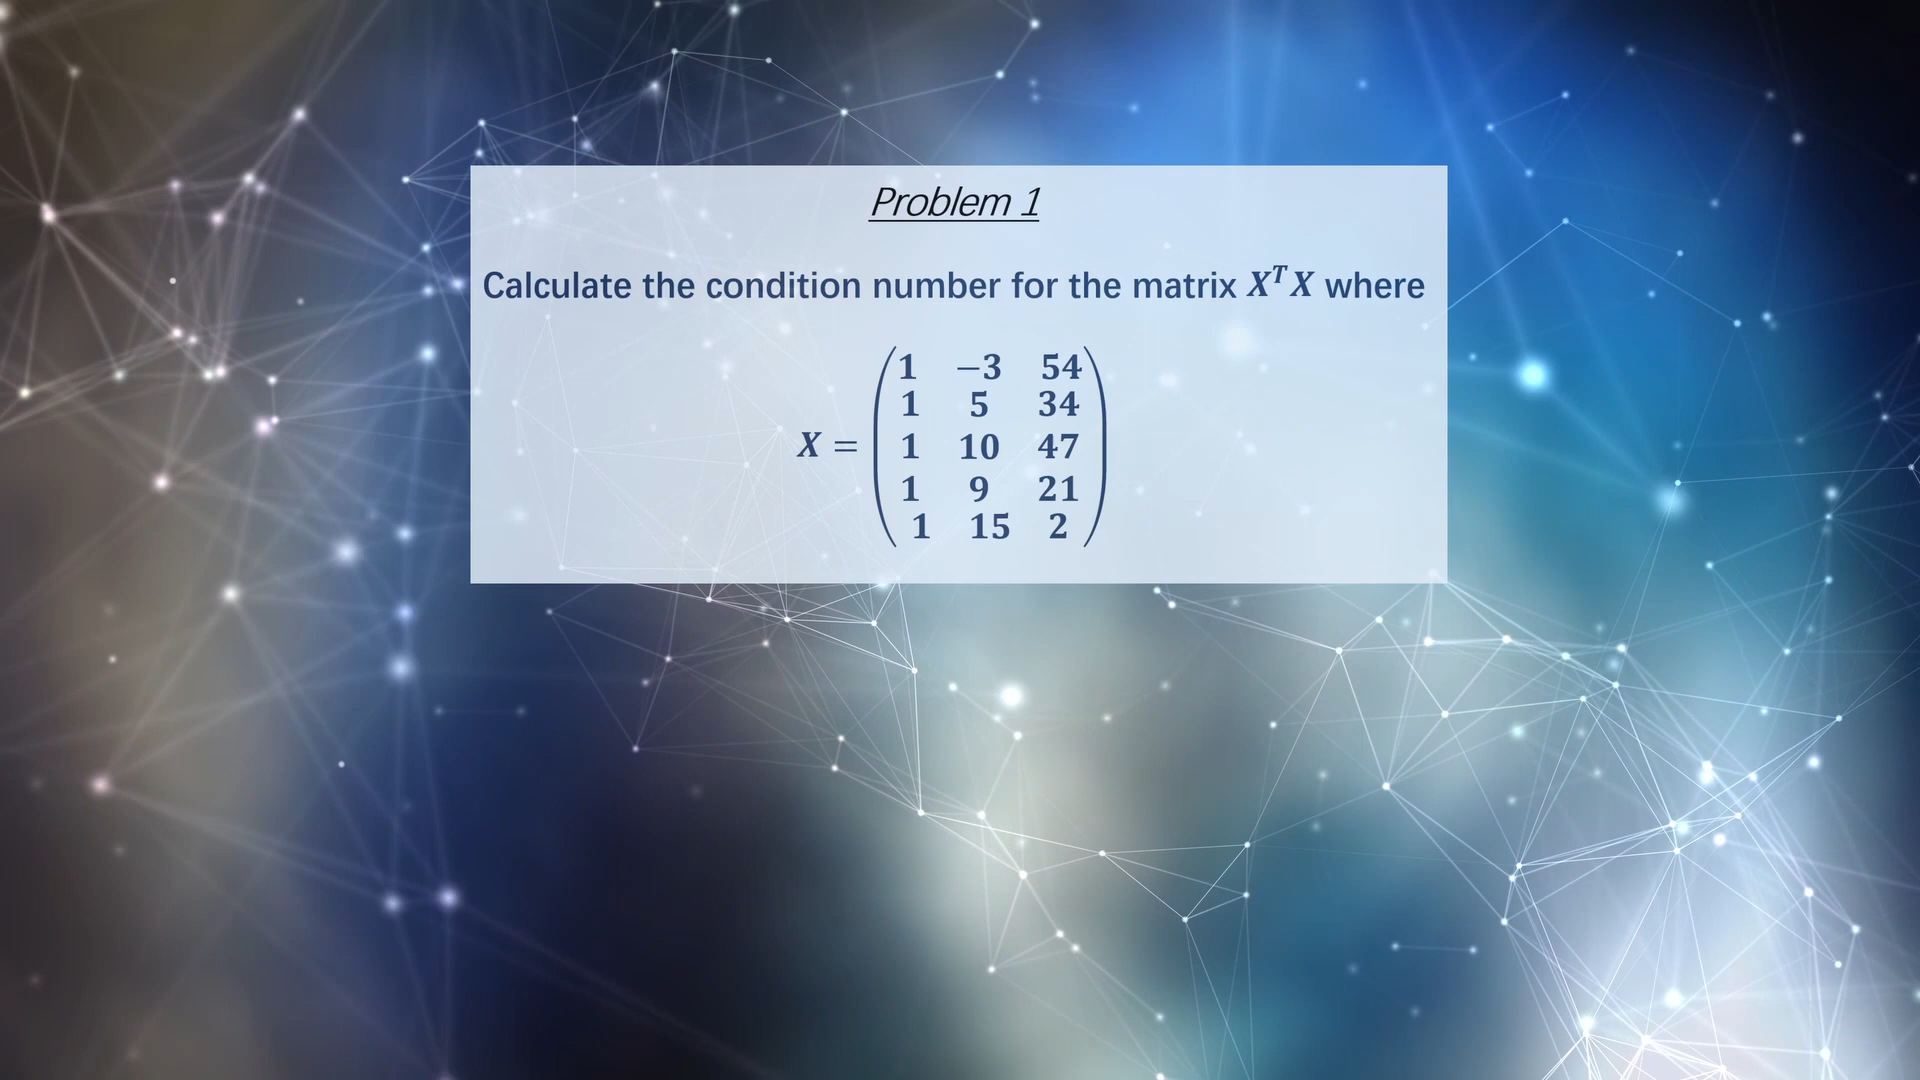 Problem 1
Calculate the condition number for the matrix XᵀX where
1 −3 54
1 5 34
X = 1 10 47
1 9 21
1 15 2